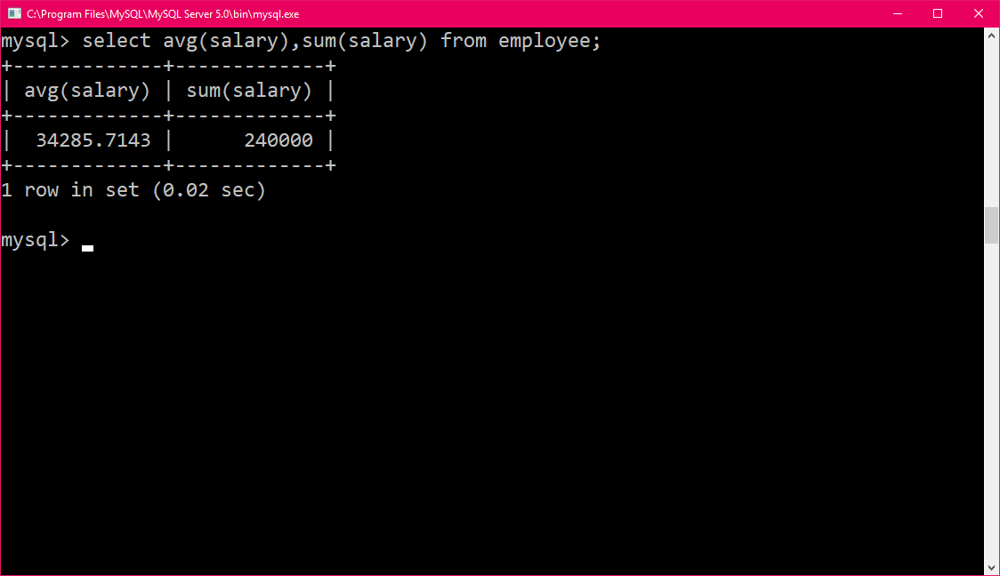 C:\Program Files\MySQL\MySQL Server 5.0\bin\mysql.exe
mysql> select avg(salary),sum(salary) from employee;
+-------------+-------------+
| avg(salary) | sum(salary) |
+-------------+-------------+
|  34285.7143 |      240000 |
+-------------+-------------+
1 row in set (0.02 sec)
mysql>